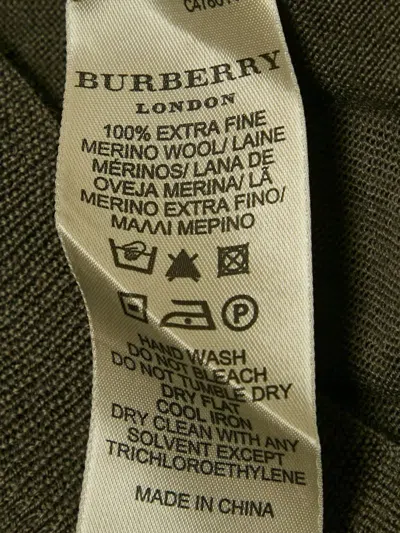 BURBERRY
LONDON
100% EXTRA FINE
MERINO WOOL/ LAINE
MÉRINOS/ LANA DE
OVEJA MERINA/ LÃ
MERINO EXTRA FINO/
МАЛЛІ МЕРІNO
P
HAND WASH
DO NOT BLEACH
DO NOT TUMBLE DRY
DRY FLAT
COOL IRON
DRY CLEAN WITH ANY
SOLVENT EXCEPT
TRICHLOROETHYLENE
MADE IN CHINA